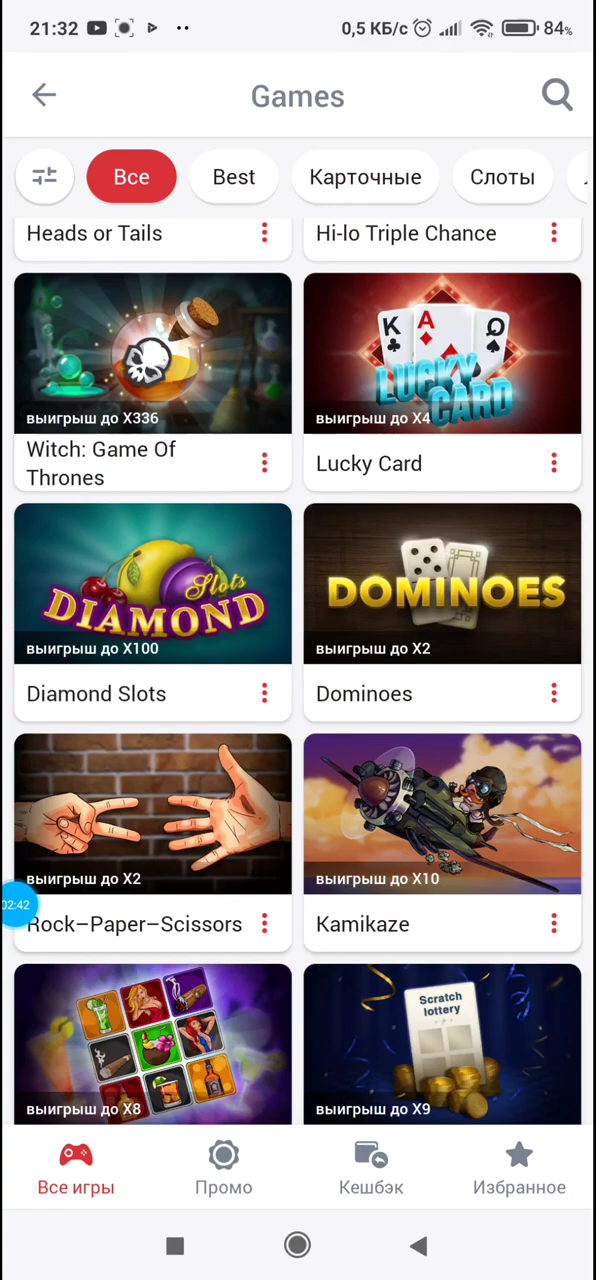 21:32
0,5 КБ/с
84%
Games
Все
Best
Карточные
Слоты
Heads or Tails
Hi-lo Triple Chance
K A Q
LUCKY CARD
выигрыш до X336
выигрыш до X4
Witch: Game Of
Thrones
Lucky Card
Slots
DIAMOND
DOMINOES
выигрыш до X100
выигрыш до X2
Diamond Slots
Dominoes
выигрыш до X2
выигрыш до X10
02:42
Rock–Paper–Scissors
Kamikaze
Scratch
lottery
выигрыш до X8
выигрыш до X9
Все игры
Промо
Кешбэк
Избранное